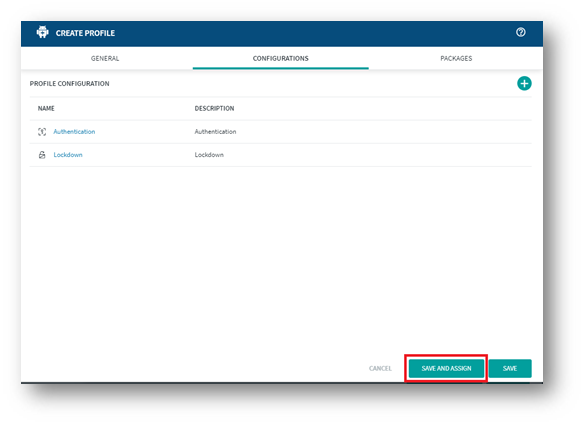 CREATE PROFILE
GENERAL CONFIGURATIONS PACKAGES
PROFILE CONFIGURATION
NAME DESCRIPTION
Authentication Authentication
Lockdown Lockdown
CANCEL SAVE AND ASSIGN SAVE